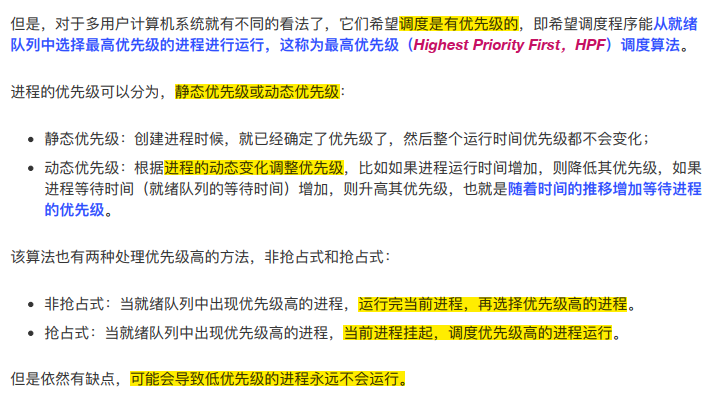 但是，对于多用户计算机系统就有不同的看法了，它们希望调度是有优先级的，即希望调度程序能从就绪
队列中选择最高优先级的进程进行运行，这称为最高优先级（Highest Priority First，HPF）调度算法。
进程的优先级可以分为，静态优先级或动态优先级：
• 静态优先级：创建进程时候，就已经确定了优先级了，然后整个运行时间优先级都不会变化；
• 动态优先级：根据进程的动态变化调整优先级，比如如果进程运行时间增加，则降低其优先级，如果
进程等待时间（就绪队列的等待时间）增加，则升高其优先级，也就是随着时间的推移增加等待进程
的优先级。
该算法也有两种处理优先级高的方法，非抢占式和抢占式：
• 非抢占式：当就绪队列中出现优先级高的进程，运行完当前进程，再选择优先级高的进程。
• 抢占式：当就绪队列中出现优先级高的进程，当前进程挂起，调度优先级高的进程运行。
但是依然有缺点，可能会导致低优先级的进程永远不会运行。